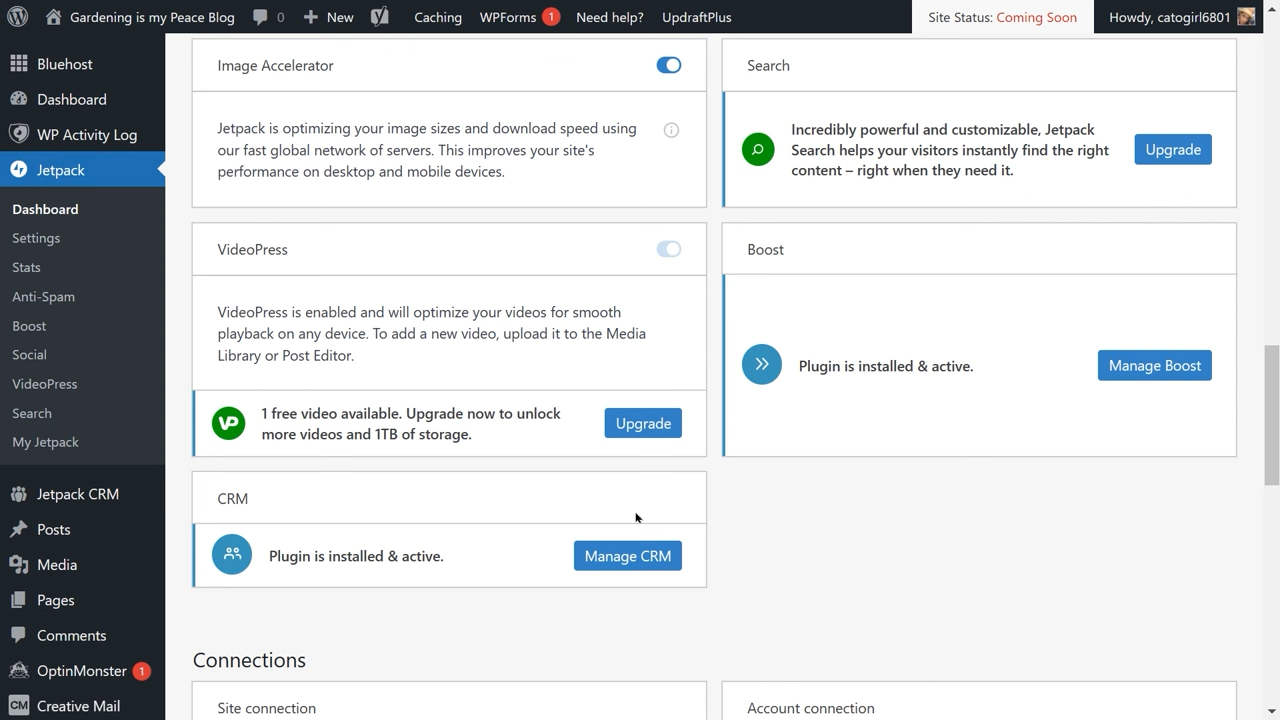 Gardening is my Peace Blog
0
New
Caching
WPForms 1
Need help?
UpdraftPlus
Site Status: Coming Soon
Howdy, catogirl6801
Bluehost
Dashboard
WP Activity Log
Jetpack
Dashboard
Settings
Stats
Anti-Spam
Boost
Social
VideoPress
Search
My Jetpack
Jetpack CRM
Posts
Media
Pages
Comments
OptinMonster 1
CM Creative Mail
Image Accelerator
Jetpack is optimizing your image sizes and download speed using
our fast global network of servers. This improves your site's
performance on desktop and mobile devices.
Search
Incredibly powerful and customizable, Jetpack
Search helps your visitors instantly find the right
content – right when they need it.
Upgrade
VideoPress
VideoPress is enabled and will optimize your videos for smooth
playback on any device. To add a new video, upload it to the Media
Library or Post Editor.
VP
1 free video available. Upgrade now to unlock
more videos and 1TB of storage.
Upgrade
Boost
Plugin is installed & active.
Manage Boost
CRM
Plugin is installed & active.
Manage CRM
Connections
Site connection
Account connection